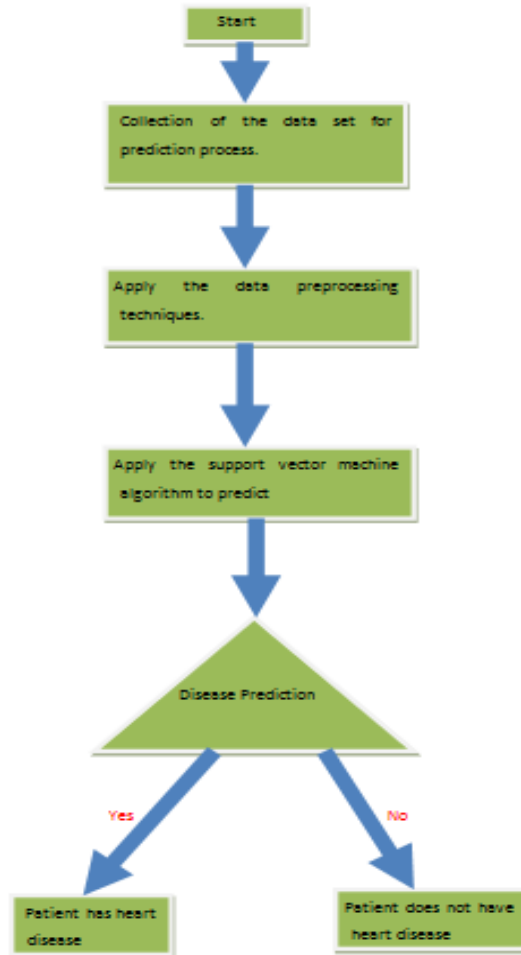 Start
Collection of the data set for
prediction process.
Apply the data preprocessing
techniques.
Apply the support vector machine
algorithm to predict
Disease Prediction
Yes
No
Patient has heart
disease
Patient does not have
heart disease